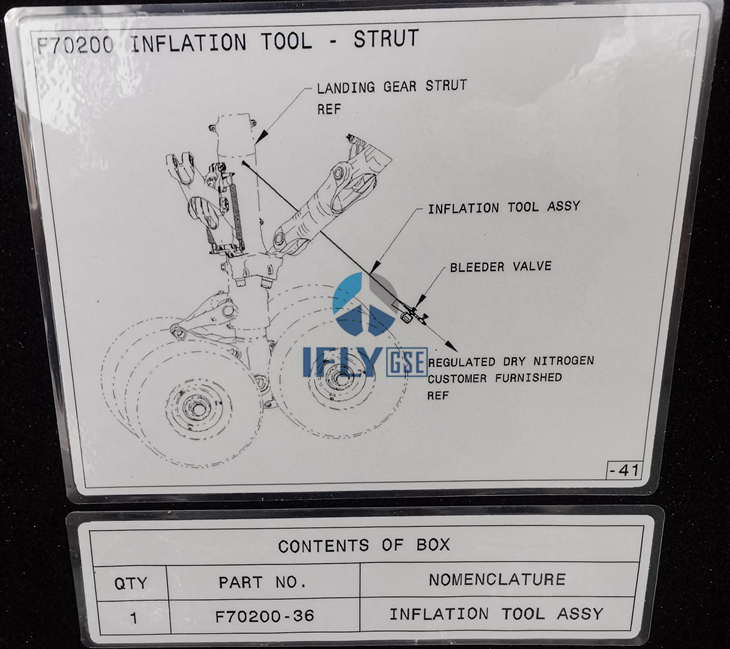 F70200 INFLATION TOOL - STRUT
LANDING GEAR STRUT
REF
INFLATION TOOL ASSY
BLEEDER VALVE
IFLY GSE
REGULATED DRY NITROGEN
CUSTOMER FURNISHED
REF
-41
CONTENTS OF BOX
QTY PART NO. NOMENCLATURE
1 F70200-36 INFLATION TOOL ASSY